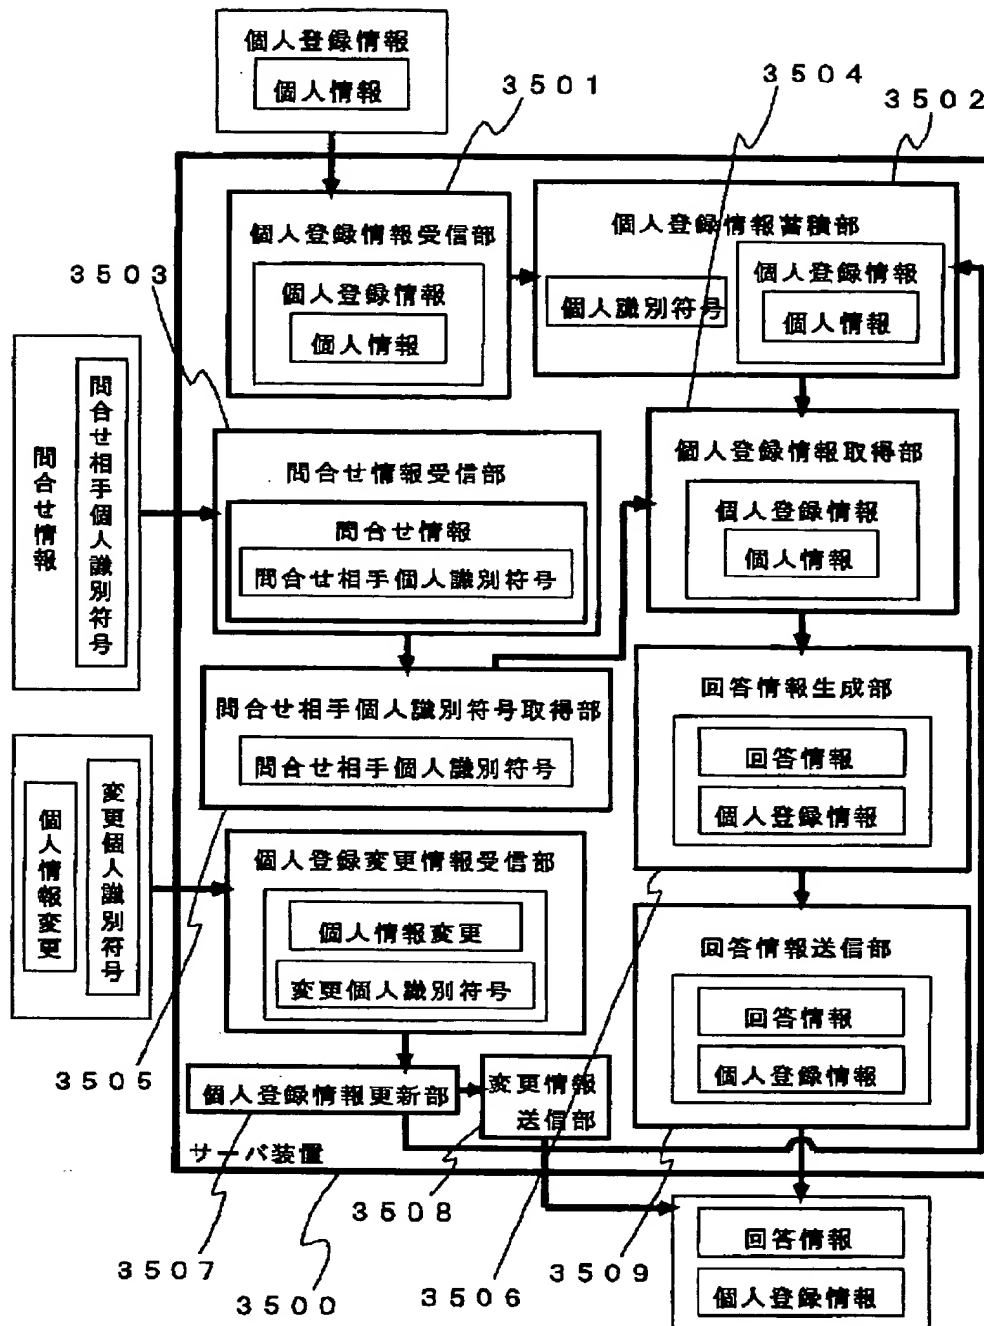 個人登録情報
個人情報
3501
3504
3502
個人登録情報受信部
個人登録情報
個人情報
個人登録情報蓄積部
個人識別符号
個人登録情報
個人情報
3503
問合せ情報
問合せ相手個人識別符号
問合せ情報受信部
問合せ情報
問合せ相手個人識別符号
個人登録情報取得部
個人登録情報
個人情報
問合せ相手個人識別符号取得部
問合せ相手個人識別符号
回答情報生成部
回答情報
個人登録情報
個人情報変更
変更個人識別符号
個人登録変更情報受信部
個人情報変更
変更個人識別符号
回答情報送信部
回答情報
個人登録情報
3505
個人登録情報更新部
変更情報
送信部
サーバ装置
3508
3507
3500
3506
3509
回答情報
個人登録情報